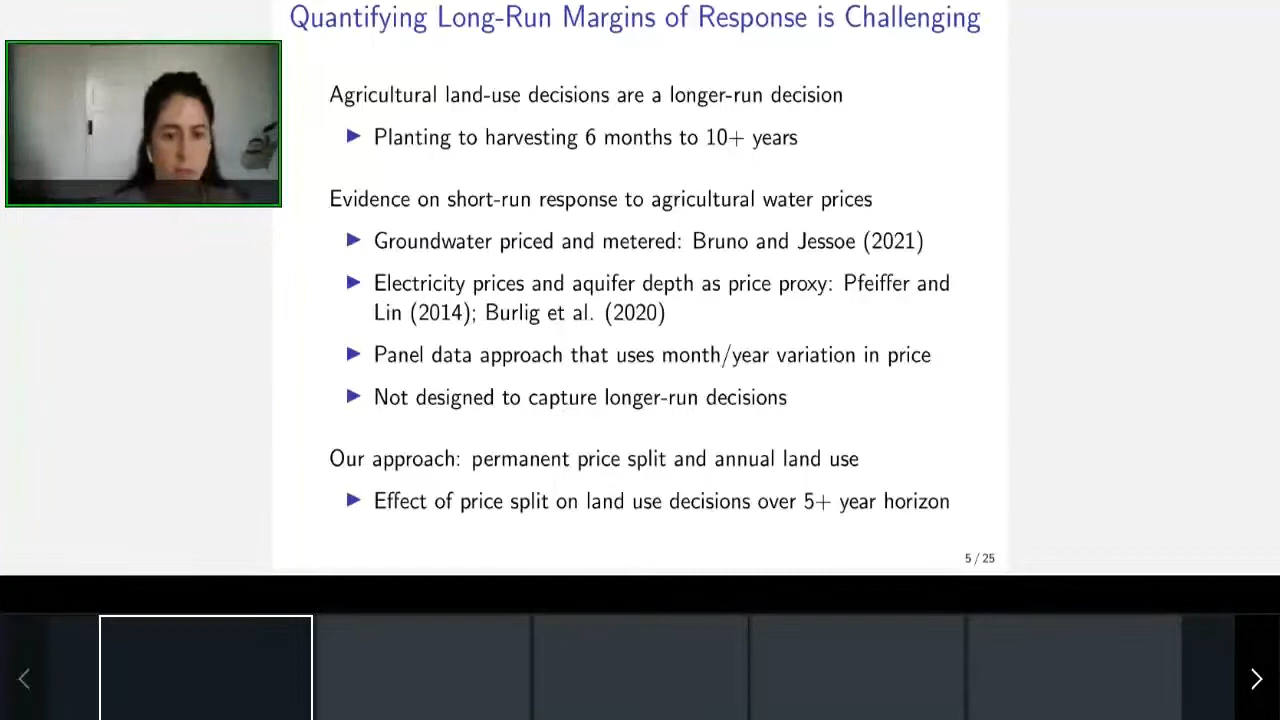 Quantifying Long-Run Margins of Response is Challenging
Agricultural land-use decisions are a longer-run decision
Planting to harvesting 6 months to 10+ years
Evidence on short-run response to agricultural water prices
Groundwater priced and metered: Bruno and Jessoe (2021)
Electricity prices and aquifer depth as price proxy: Pfeiffer and
Lin (2014); Burlig et al. (2020)
Panel data approach that uses month/year variation in price
Not designed to capture longer-run decisions
Our approach: permanent price split and annual land use
Effect of price split on land use decisions over 5+ year horizon
5 / 25